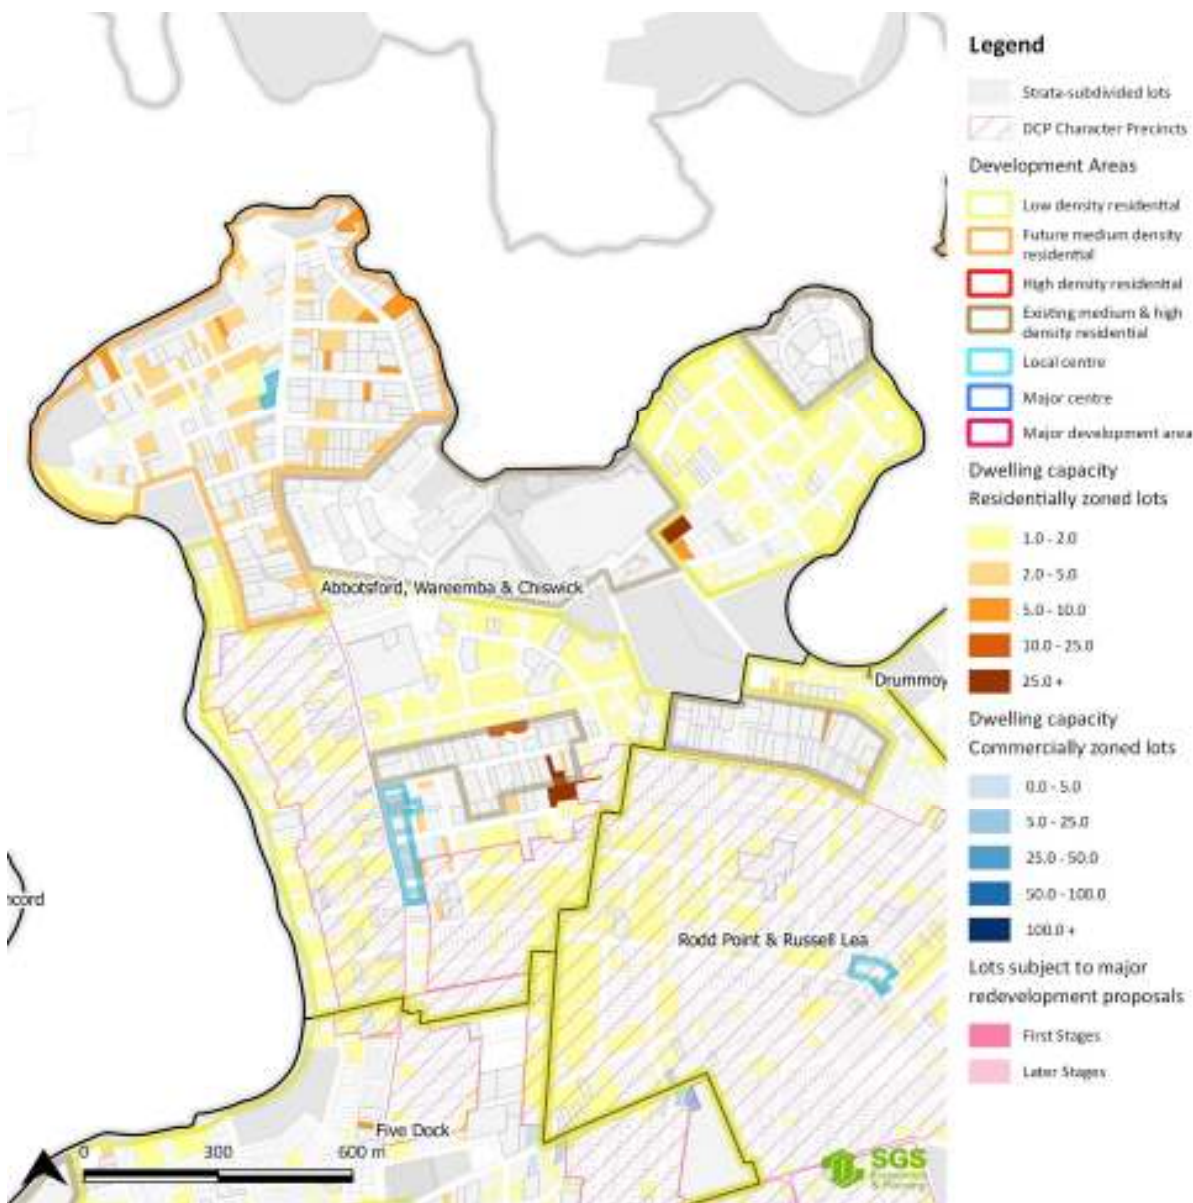 Legend
Strata-subdivided lots
DCP Character Precincts
Development Areas
Low density residential
Future medium density
residential
High density residential
Existing medium & high
density residential
Local centre
Major centre
Major development area
Dwelling capacity
Residentially zoned lots
1.0 - 2.0
2.0 - 5.0
5.0 - 10.0
10.0 - 25.0
25.0 +
Dwelling capacity
Commercially zoned lots
0.0 - 5.0
5.0 - 25.0
25.0 - 50.0
50.0 - 100.0
100.0 +
Lots subject to major
redevelopment proposals
First Stages
Later Stages
Abbotsford, Wareemba & Chiswick
Drummoy
ncord
Rodd Point & Russell Lea
Five Dock
0 300 600 m
SGS
Economics
& Planning